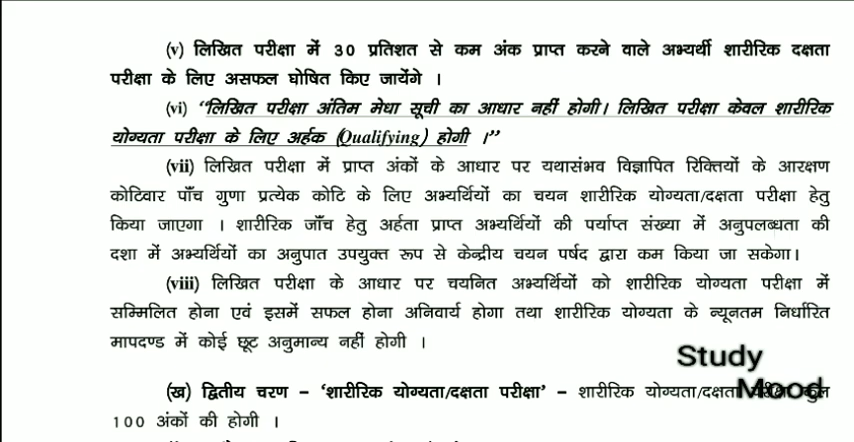 (v) लिखित परीक्षा में 30 प्रतिशत से कम अंक प्राप्त करने वाले अभ्यर्थी शारीरिक दक्षता
परीक्षा के लिए असफल घोषित किए जायेंगे ।
(vi) “लिखित परीक्षा अंतिम मेधा सूची का आधार नहीं होगी। लिखित परीक्षा केवल शारीरिक
योग्यता परीक्षा के लिए अर्हक (Qualifying) होगी ।”
(vii) लिखित परीक्षा में प्राप्त अंकों के आधार पर यथासंभव विज्ञापित रिक्तियों के आरक्षण
कोटिवार पाँच गुणा प्रत्येक कोटि के लिए अभ्यर्थियों का चयन शारीरिक योग्यता/दक्षता परीक्षा हेतु
किया जाएगा । शारीरिक जाँच हेतु अर्हता प्राप्त अभ्यर्थियों की पर्याप्त संख्या में अनुपलब्धता की
दशा में अभ्यर्थियों का अनुपात उपयुक्त रूप से केन्द्रीय चयन पर्षद द्वारा कम किया जा सकेगा।
(viii) लिखित परीक्षा के आधार पर चयनित अभ्यर्थियों को शारीरिक योग्यता परीक्षा में
सम्मिलित होना एवं इसमें सफल होना अनिवार्य होगा तथा शारीरिक योग्यता के न्यूनतम निर्धारित
मापदण्ड में कोई छूट अनुमान्य नहीं होगी ।
Study
Mood
(ख) द्वितीय चरण – ‘शारीरिक योग्यता/दक्षता परीक्षा’ – शारीरिक योग्यता/दक्षता परीक्षा कुल
100 अंकों की होगी ।